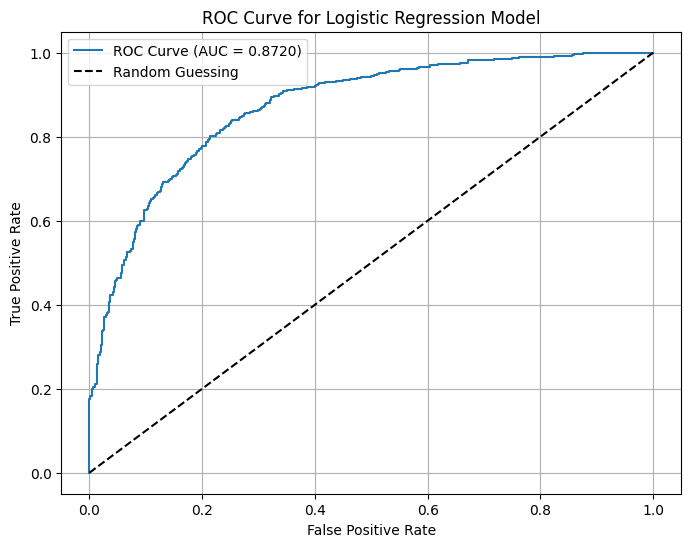 ROC Curve for Logistic Regression Model
ROC Curve (AUC = 0.8720)
Random Guessing
True Positive Rate
1.0
0.8
0.6
0.4
0.2
0.0
0.0 0.2 0.4 0.6 0.8 1.0
False Positive Rate